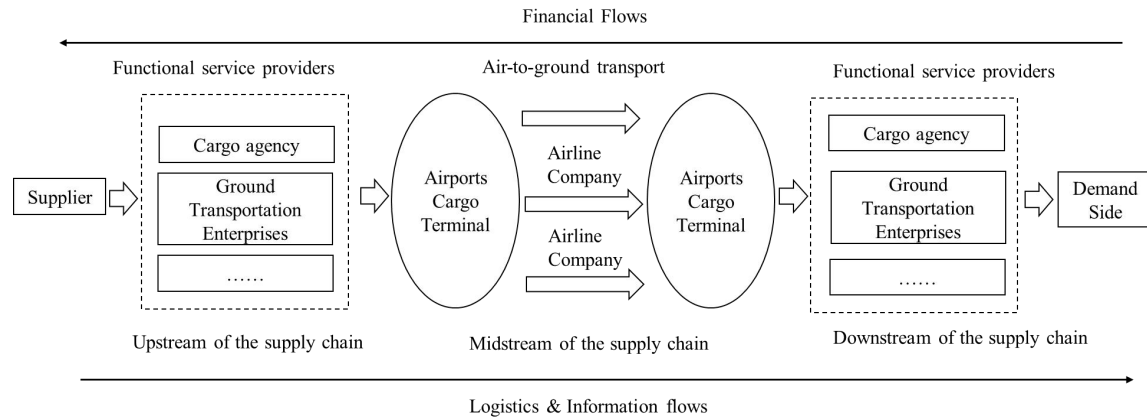 Financial Flows
Functional service providers
Air-to-ground transport
Functional service providers
Supplier
Cargo agency
Ground
Transportation
Enterprises
……
Airports
Cargo
Terminal
Airline
Company
Airline
Company
Airports
Cargo
Terminal
Cargo agency
Ground
Transportation
Enterprises
……
Demand
Side
Upstream of the supply chain
Midstream of the supply chain
Downstream of the supply chain
Logistics & Information flows